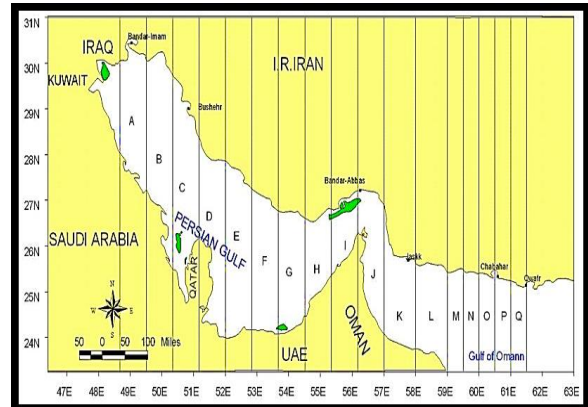 31N
30N
29N
28N
27N
26N
25N
24N
IRAQ
Bandar-Imam
I.R.IRAN
KUWAIT
Bushehr
A
B
C
D
E
F
G
H
I
J
K
L
M
N
O
P
Q
Bandar-Abbas
PERSIAN GULF
SAUDI ARABIA
QATAR
Jaskk
Chabahar
OMAN
UAE
Gulf of Omann
N
W
E
S
50 0 50 100 Miles
47E 48E 49E 50E 51E 52E 53E 54E 55E 56E 57E 58E 59E 60E 61E 62E 63E